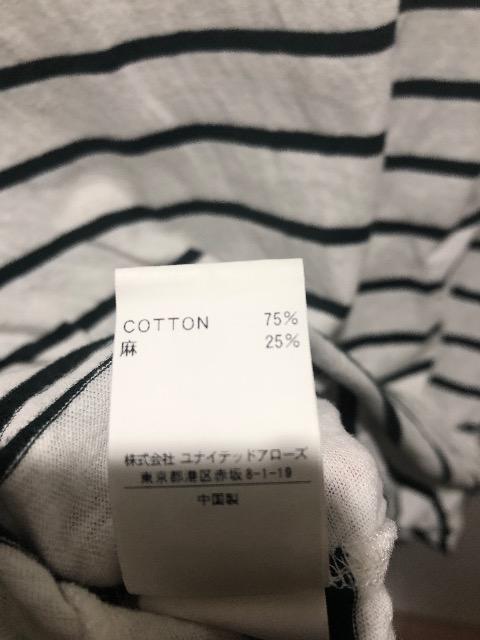 COTTON 75%
麻 25%
株式会社 ユナイテッドアローズ
東京都港区赤坂8-1-19
中国製